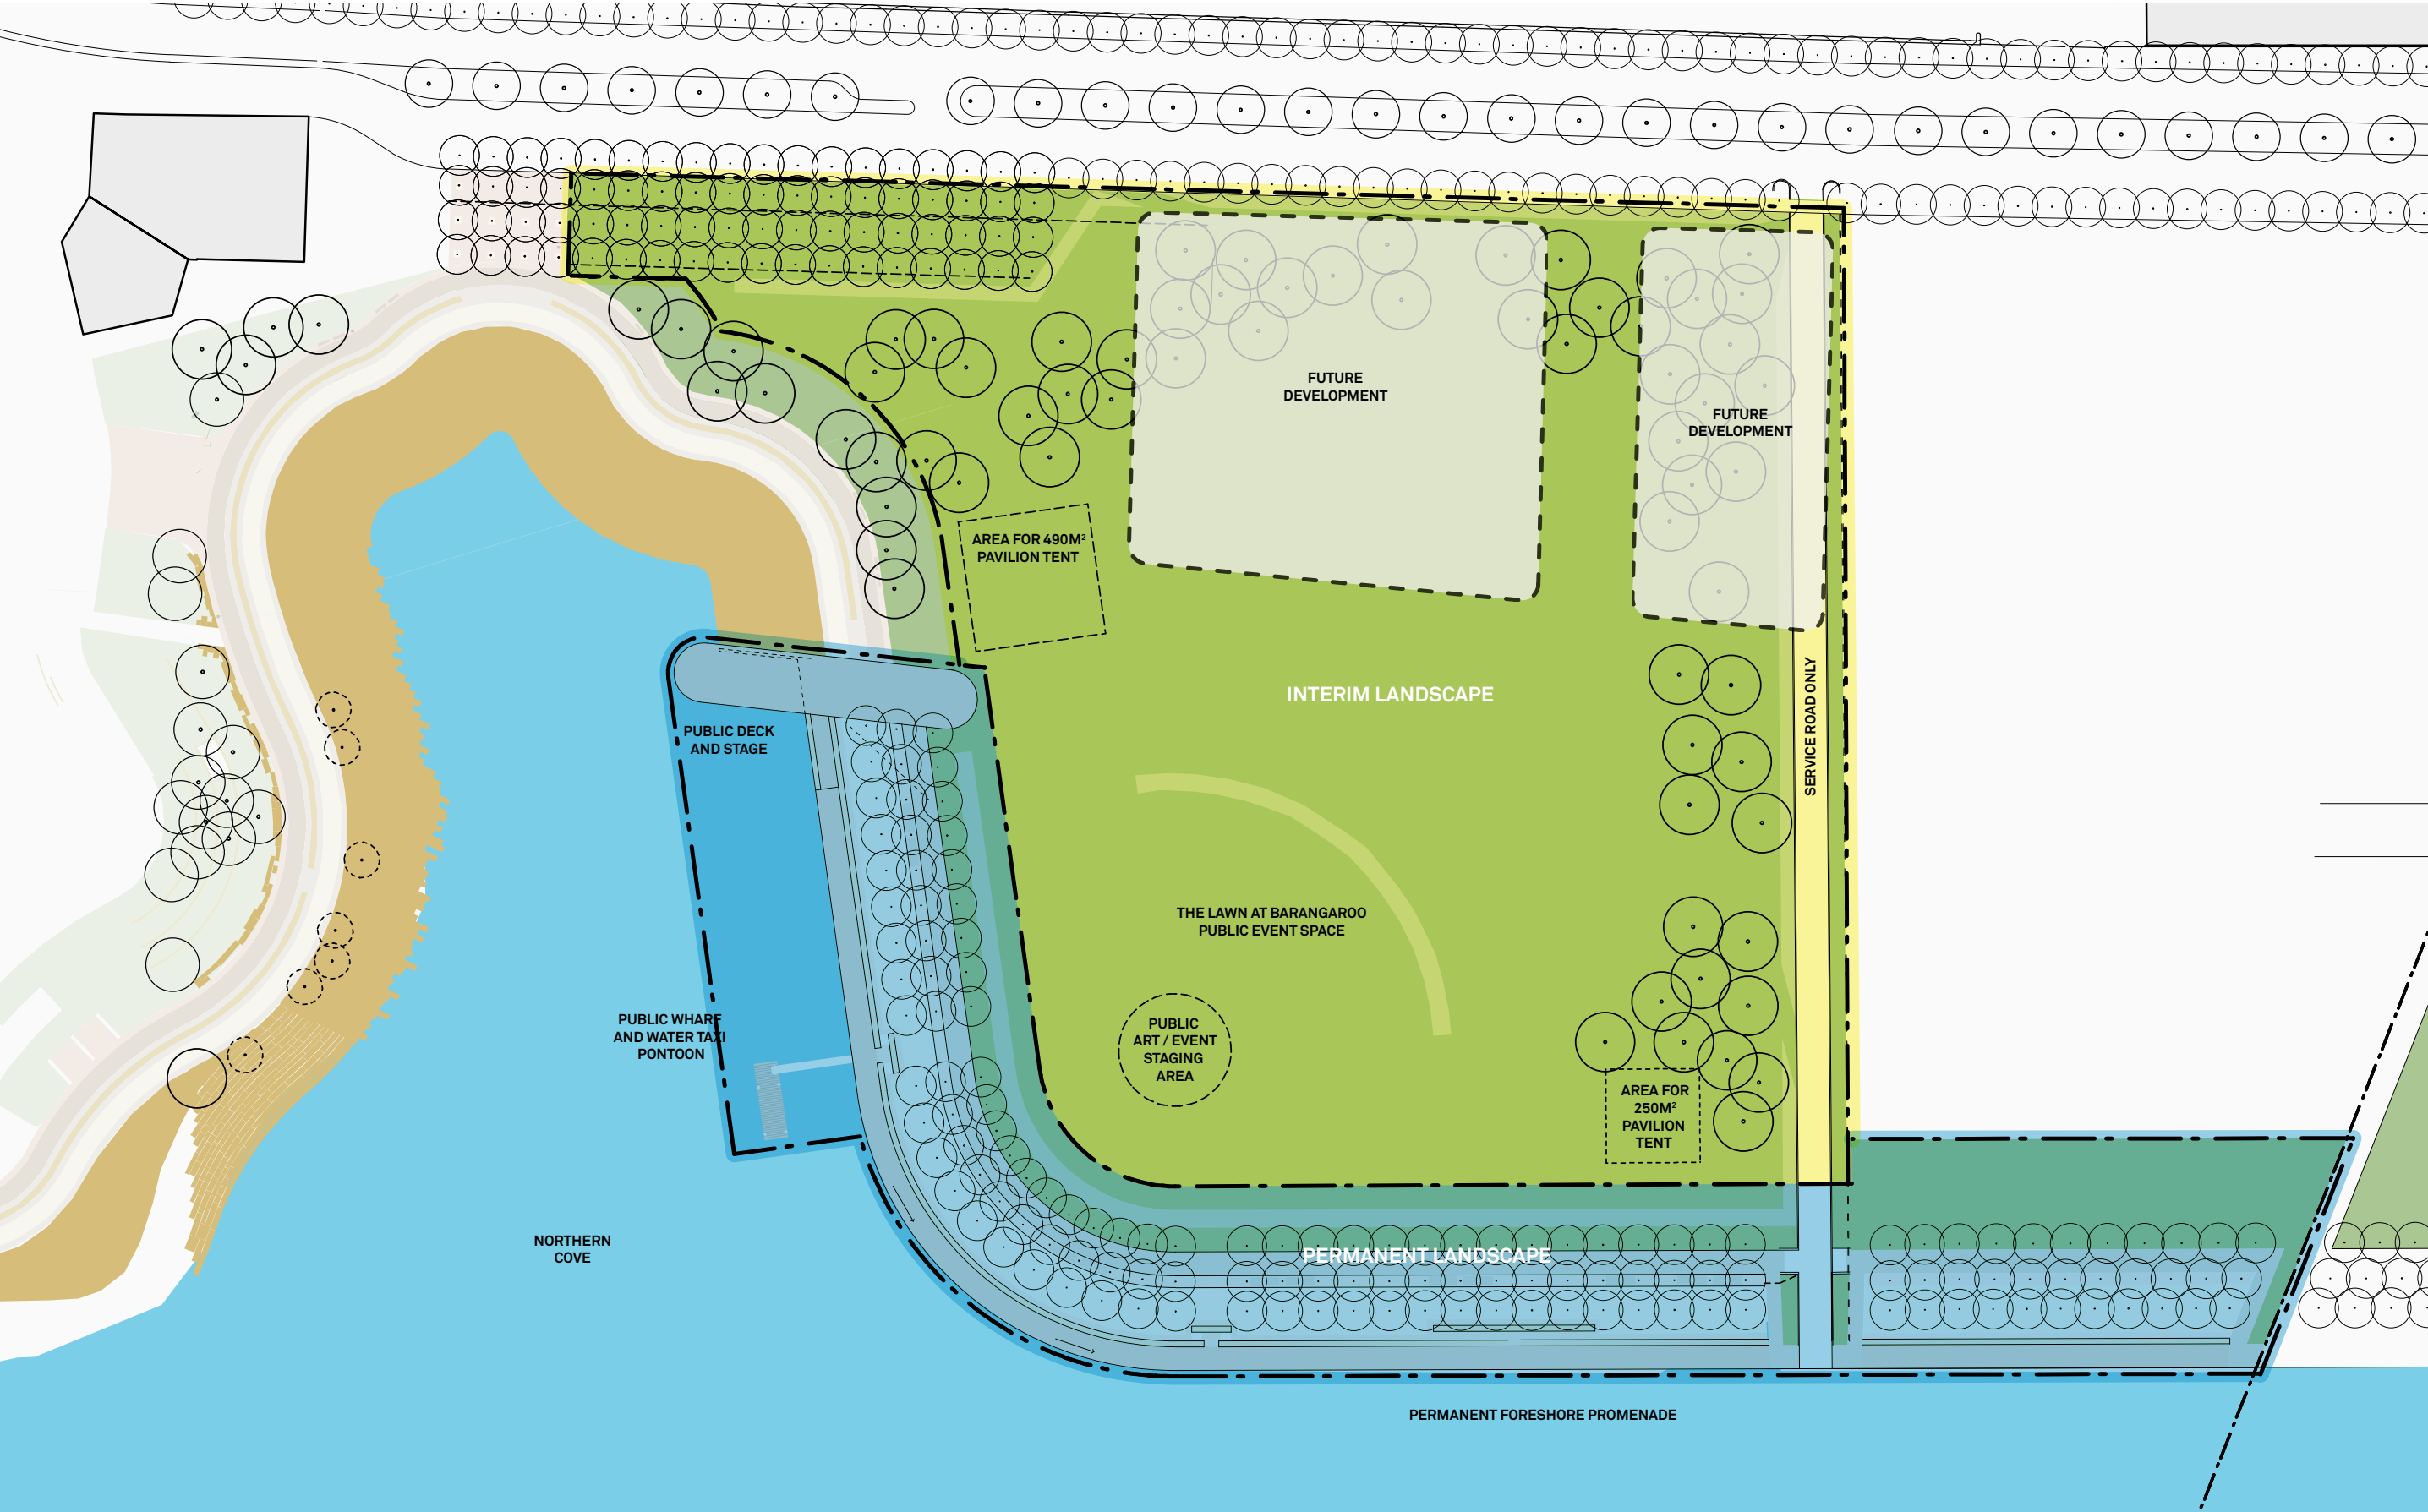 FUTURE
DEVELOPMENT
FUTURE
DEVELOPMENT
AREA FOR 490M²
PAVILION TENT
INTERIM LANDSCAPE
SERVICE ROAD ONLY
PUBLIC DECK
AND STAGE
THE LAWN AT BARANGAROO
PUBLIC EVENT SPACE
PUBLIC WHARF
AND WATER TAXI
PONTOON
PUBLIC
ART / EVENT
STAGING
AREA
AREA FOR
250M²
PAVILION
TENT
NORTHERN
COVE
PERMANENT LANDSCAPE
PERMANENT FORESHORE PROMENADE